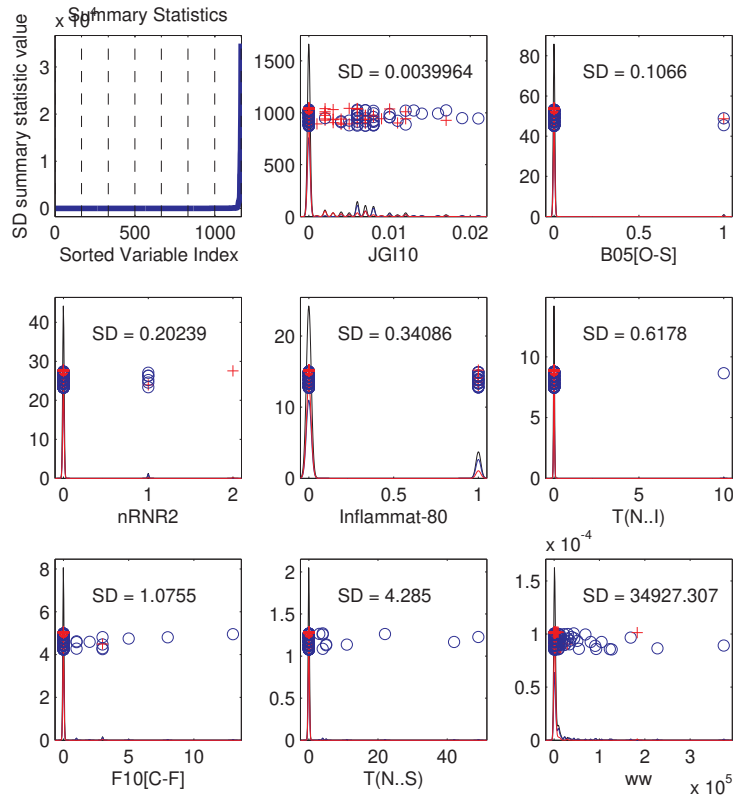 x 10⁴
Summary Statistics
SD summary statistic value
3
2
1
0
0 500 1000
Sorted Variable Index
SD = 0.0039964
1500
1000
500
0
0 0.01 0.02
JGI10
SD = 0.1066
80
60
40
20
0
0 1
B05[O-S]
SD = 0.20239
40
30
20
10
0
0 1 2
nRNR2
SD = 0.34086
20
10
0
0 0.5 1
Inflammat-80
SD = 0.6178
10
5
0
0 5 10
T(N..I)
SD = 1.0755
8
6
4
2
0
0 5 10
F10[C-F]
SD = 4.285
2
1.5
1
0.5
0
0 20 40
T(N..S)
x 10⁻⁴
SD = 34927.307
1.5
1
0.5
0
0 1 2 3
ww
x 10⁵